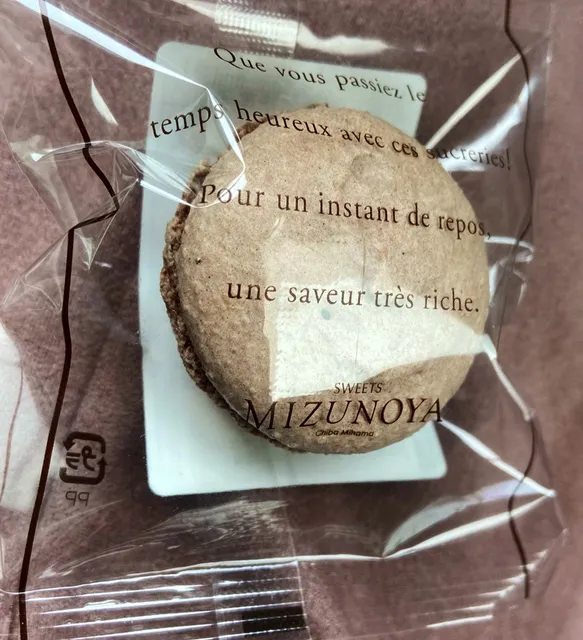 Que vous passiez le
temps heureux avec ces sucreries!
Pour un instant de repos,
une saveur très riche.
SWEETS
MIZUNOYA
Chiba Mihama
プラ
PP